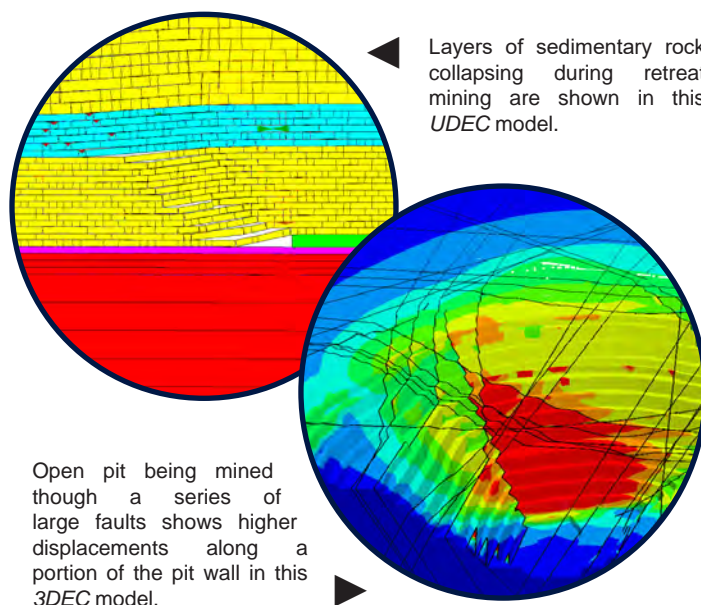 Layers of sedimentary rock
collapsing during retreat
mining are shown in this
UDEC model.
Open pit being mined
though a series of
large faults shows higher
displacements along a
portion of the pit wall in this
3DEC model.